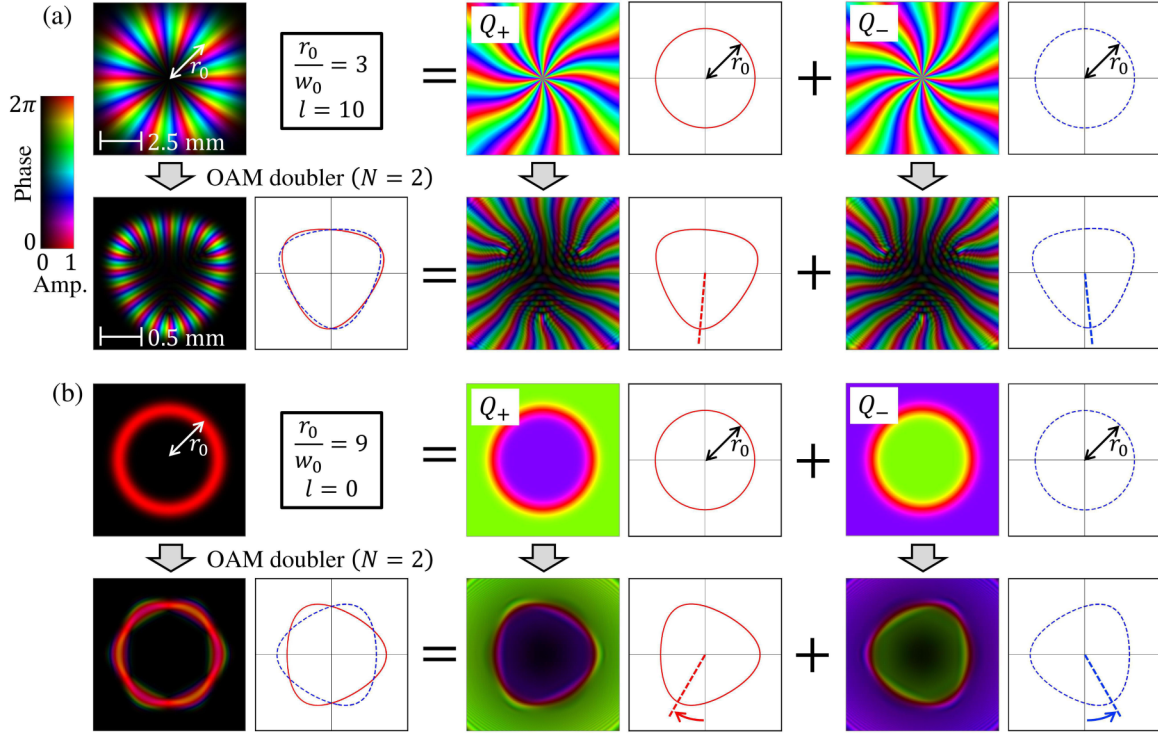 (a)
r₀
r₀/w₀ = 3
l = 10
=
Q₊
r₀
+
Q₋
r₀
2π
Phase
0
0 1
Amp.
2.5 mm
OAM doubler (N = 2)
0.5 mm
=
+
(b)
r₀
r₀/w₀ = 9
l = 0
=
Q₊
r₀
+
Q₋
r₀
OAM doubler (N = 2)
=
+